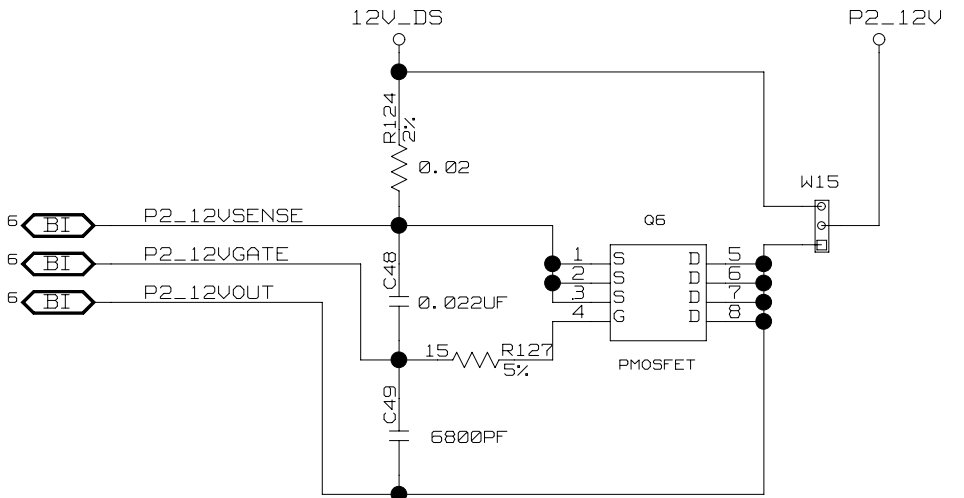 12V_DS
P2_12V
R124
2%
0.02
W15
6 BI P2_12VSENSE
Q6
6 BI P2_12VGATE
1 S D 5
C48
2 S D 6
6 BI P2_12VOUT
0.022UF
3 S D 7
4 G D 8
15 R127
5%
PMOSFET
C49
6800PF